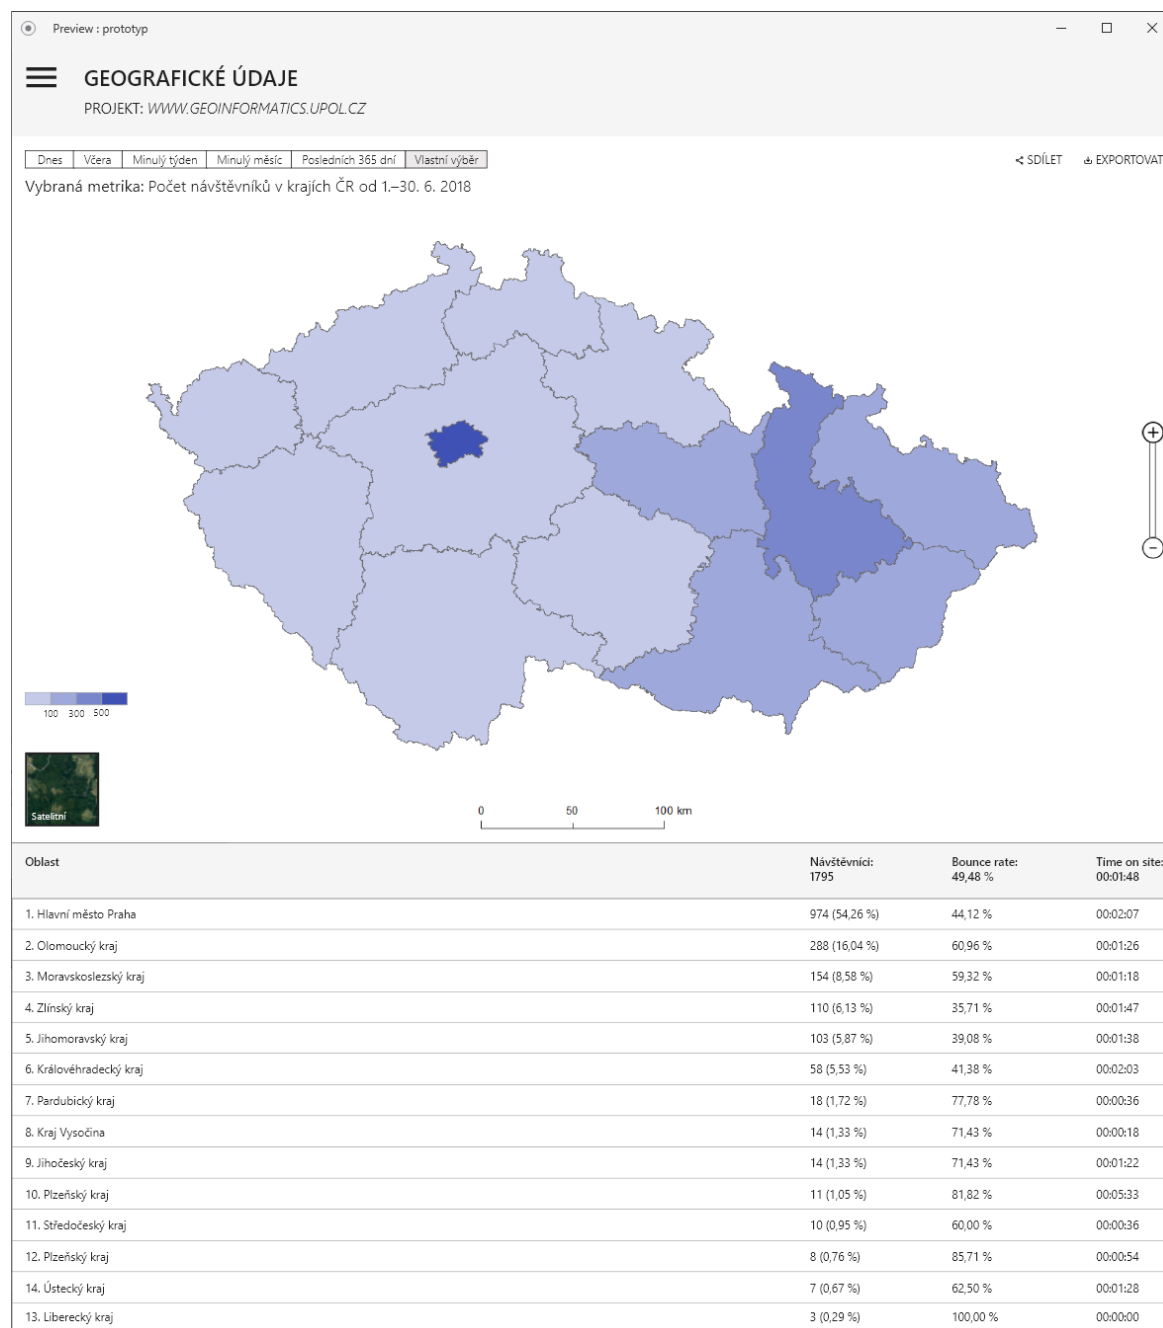 Preview : prototyp
GEOGRAFICKÉ ÚDAJE
PROJEKT: WWW.GEOINFORMATICS.UPOL.CZ
Dnes Včera Minulý týden Minulý měsíc Posledních 365 dní Vlastní výběr SDÍLET EXPORTOVAT
Vybraná metrika: Počet návštěvníků v krajích ČR od 1.–30. 6. 2018
100 300 500
Satelitní
0 50 100 km
Oblast Návštěvníci: Bounce rate: Time on site:
1795 49,48 % 00:01:48
1. Hlavní město Praha 974 (54,26 %) 44,12 % 00:02:07
2. Olomoucký kraj 288 (16,04 %) 60,96 % 00:01:26
3. Moravskoslezský kraj 154 (8,58 %) 59,32 % 00:01:18
4. Zlínský kraj 110 (6,13 %) 35,71 % 00:01:47
5. Jihomoravský kraj 103 (5,87 %) 39,08 % 00:01:38
6. Královéhradecký kraj 58 (5,53 %) 41,38 % 00:02:03
7. Pardubický kraj 18 (1,72 %) 77,78 % 00:00:36
8. Kraj Vysočina 14 (1,33 %) 71,43 % 00:00:18
9. Jihočeský kraj 14 (1,33 %) 71,43 % 00:01:22
10. Plzeňský kraj 11 (1,05 %) 81,82 % 00:05:33
11. Středočeský kraj 10 (0,95 %) 60,00 % 00:00:36
12. Plzeňský kraj 8 (0,76 %) 85,71 % 00:00:54
14. Ústecký kraj 7 (0,67 %) 62,50 % 00:01:28
13. Liberecký kraj 3 (0,29 %) 100,00 % 00:00:00